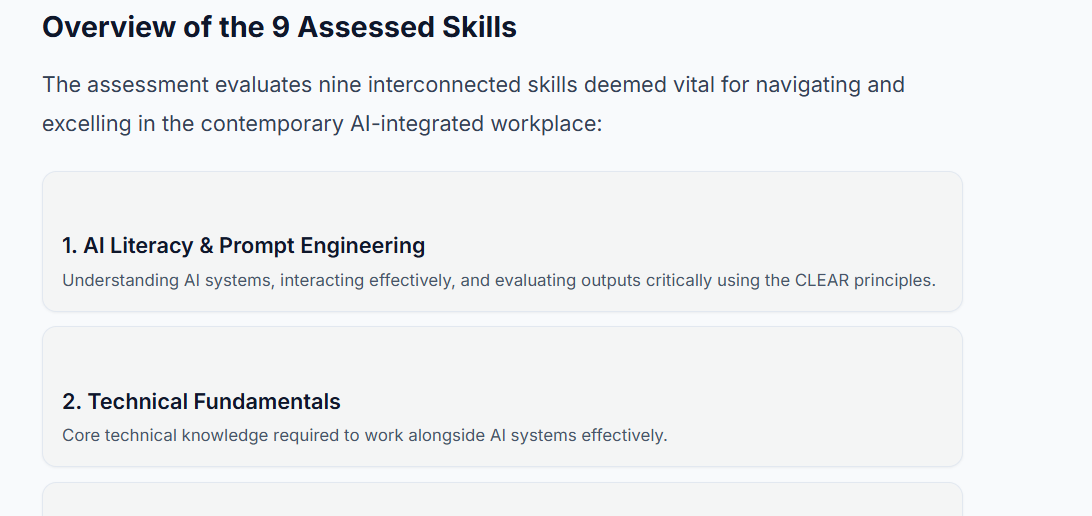 Overview of the 9 Assessed Skills
The assessment evaluates nine interconnected skills deemed vital for navigating and
excelling in the contemporary AI-integrated workplace:
1. AI Literacy & Prompt Engineering
Understanding AI systems, interacting effectively, and evaluating outputs critically using the CLEAR principles.
2. Technical Fundamentals
Core technical knowledge required to work alongside AI systems effectively.